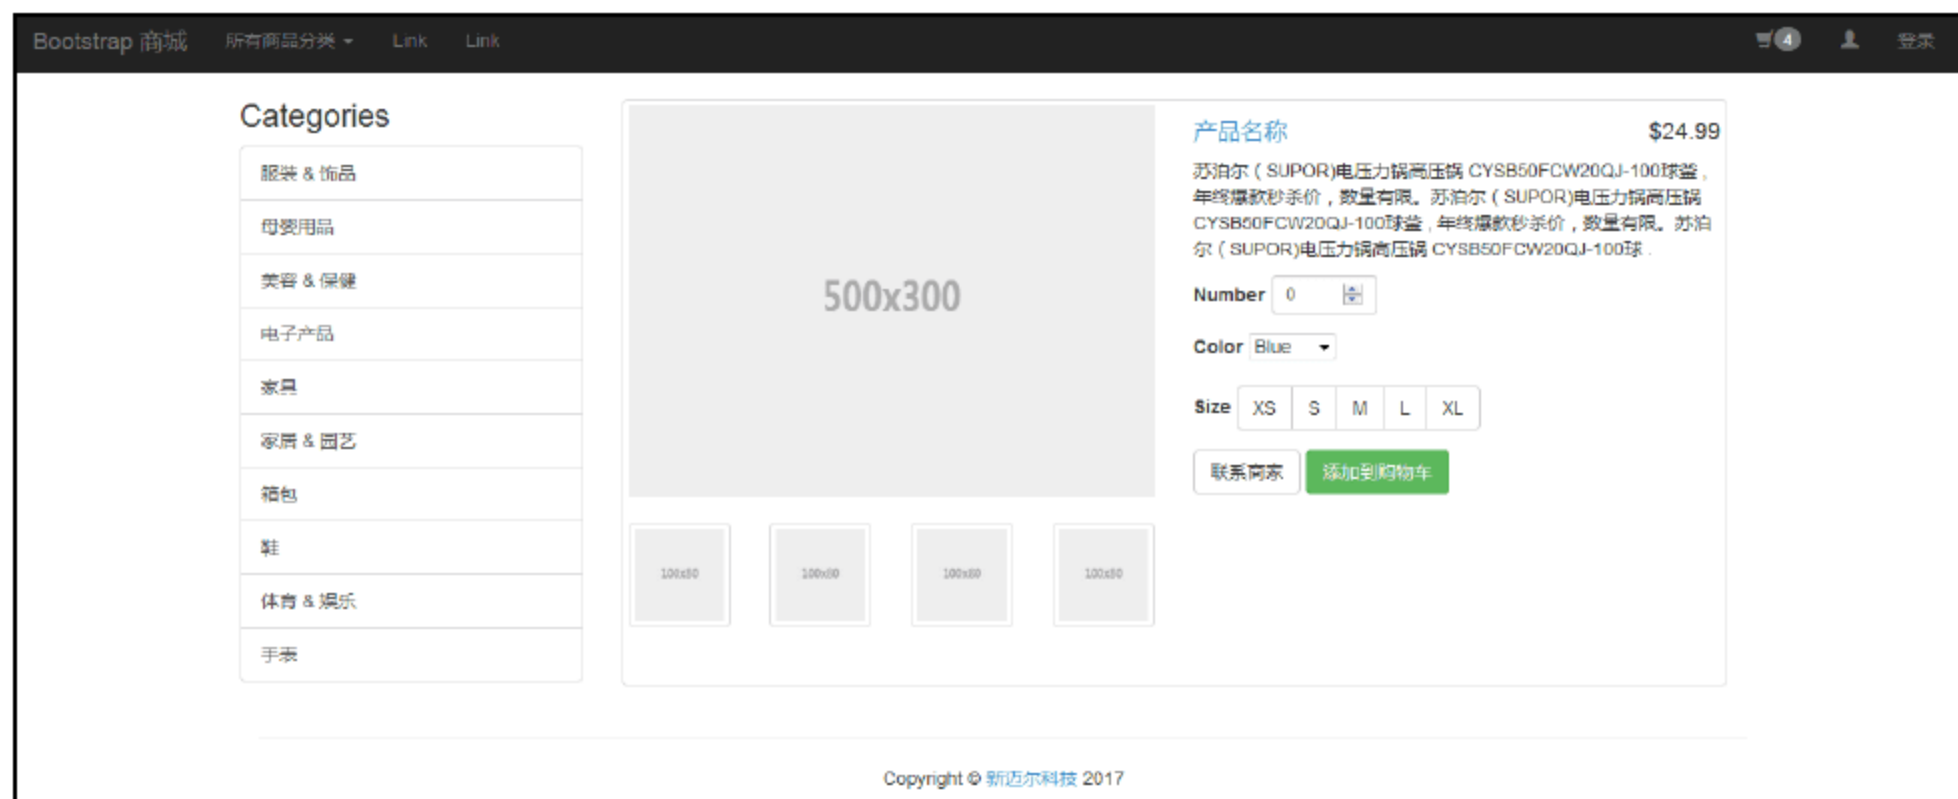 Bootstrap 商城 所有商品分类 Link Link 4 登录
Categories
服装 & 饰品
母婴用品
美容 & 保健
电子产品
家具
家居 & 园艺
箱包
鞋
体育 & 娱乐
手表
500x300
100x80 100x80 100x80 100x80
产品名称 $24.99
苏泊尔（SUPOR)电压力锅高压锅 CYSB50FCW20QJ-100球釜，
年终爆款秒杀价，数量有限。苏泊尔（SUPOR)电压力锅高压锅
CYSB50FCW20QJ-100球釜，年终爆款秒杀价，数量有限。苏泊
尔（SUPOR)电压力锅高压锅 CYSB50FCW20QJ-100球 .
Number 0
Color Blue
Size XS S M L XL
联系商家 添加到购物车
Copyright © 新迈尔科技 2017